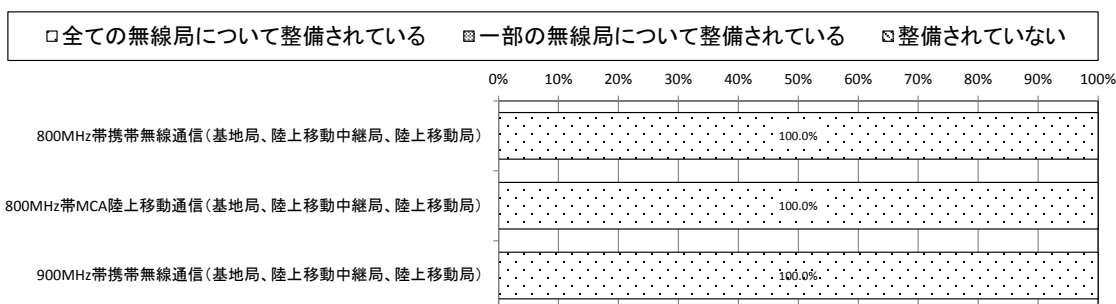 全ての無線局について整備されている 一部の無線局について整備されている 整備されていない
0% 10% 20% 30% 40% 50% 60% 70% 80% 90% 100%
800MHz帯携帯無線通信（基地局、陸上移動中継局、陸上移動局） 100.0%
800MHz帯MCA陸上移動通信（基地局、陸上移動中継局、陸上移動局） 100.0%
900MHz帯携帯無線通信（基地局、陸上移動中継局、陸上移動局） 100.0%